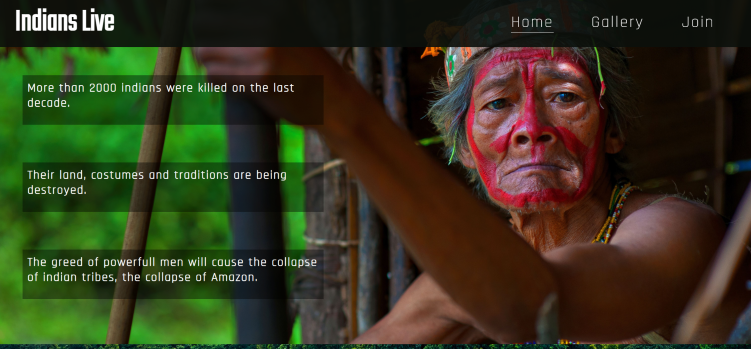 Indians Live
Home Gallery Join
More than 2000 Indians were killed on the last
decade.
Their land, costumes and traditions are being
destroyed.
The greed of powerfull men will cause the collapse
of indian tribes, the collapse of Amazon.